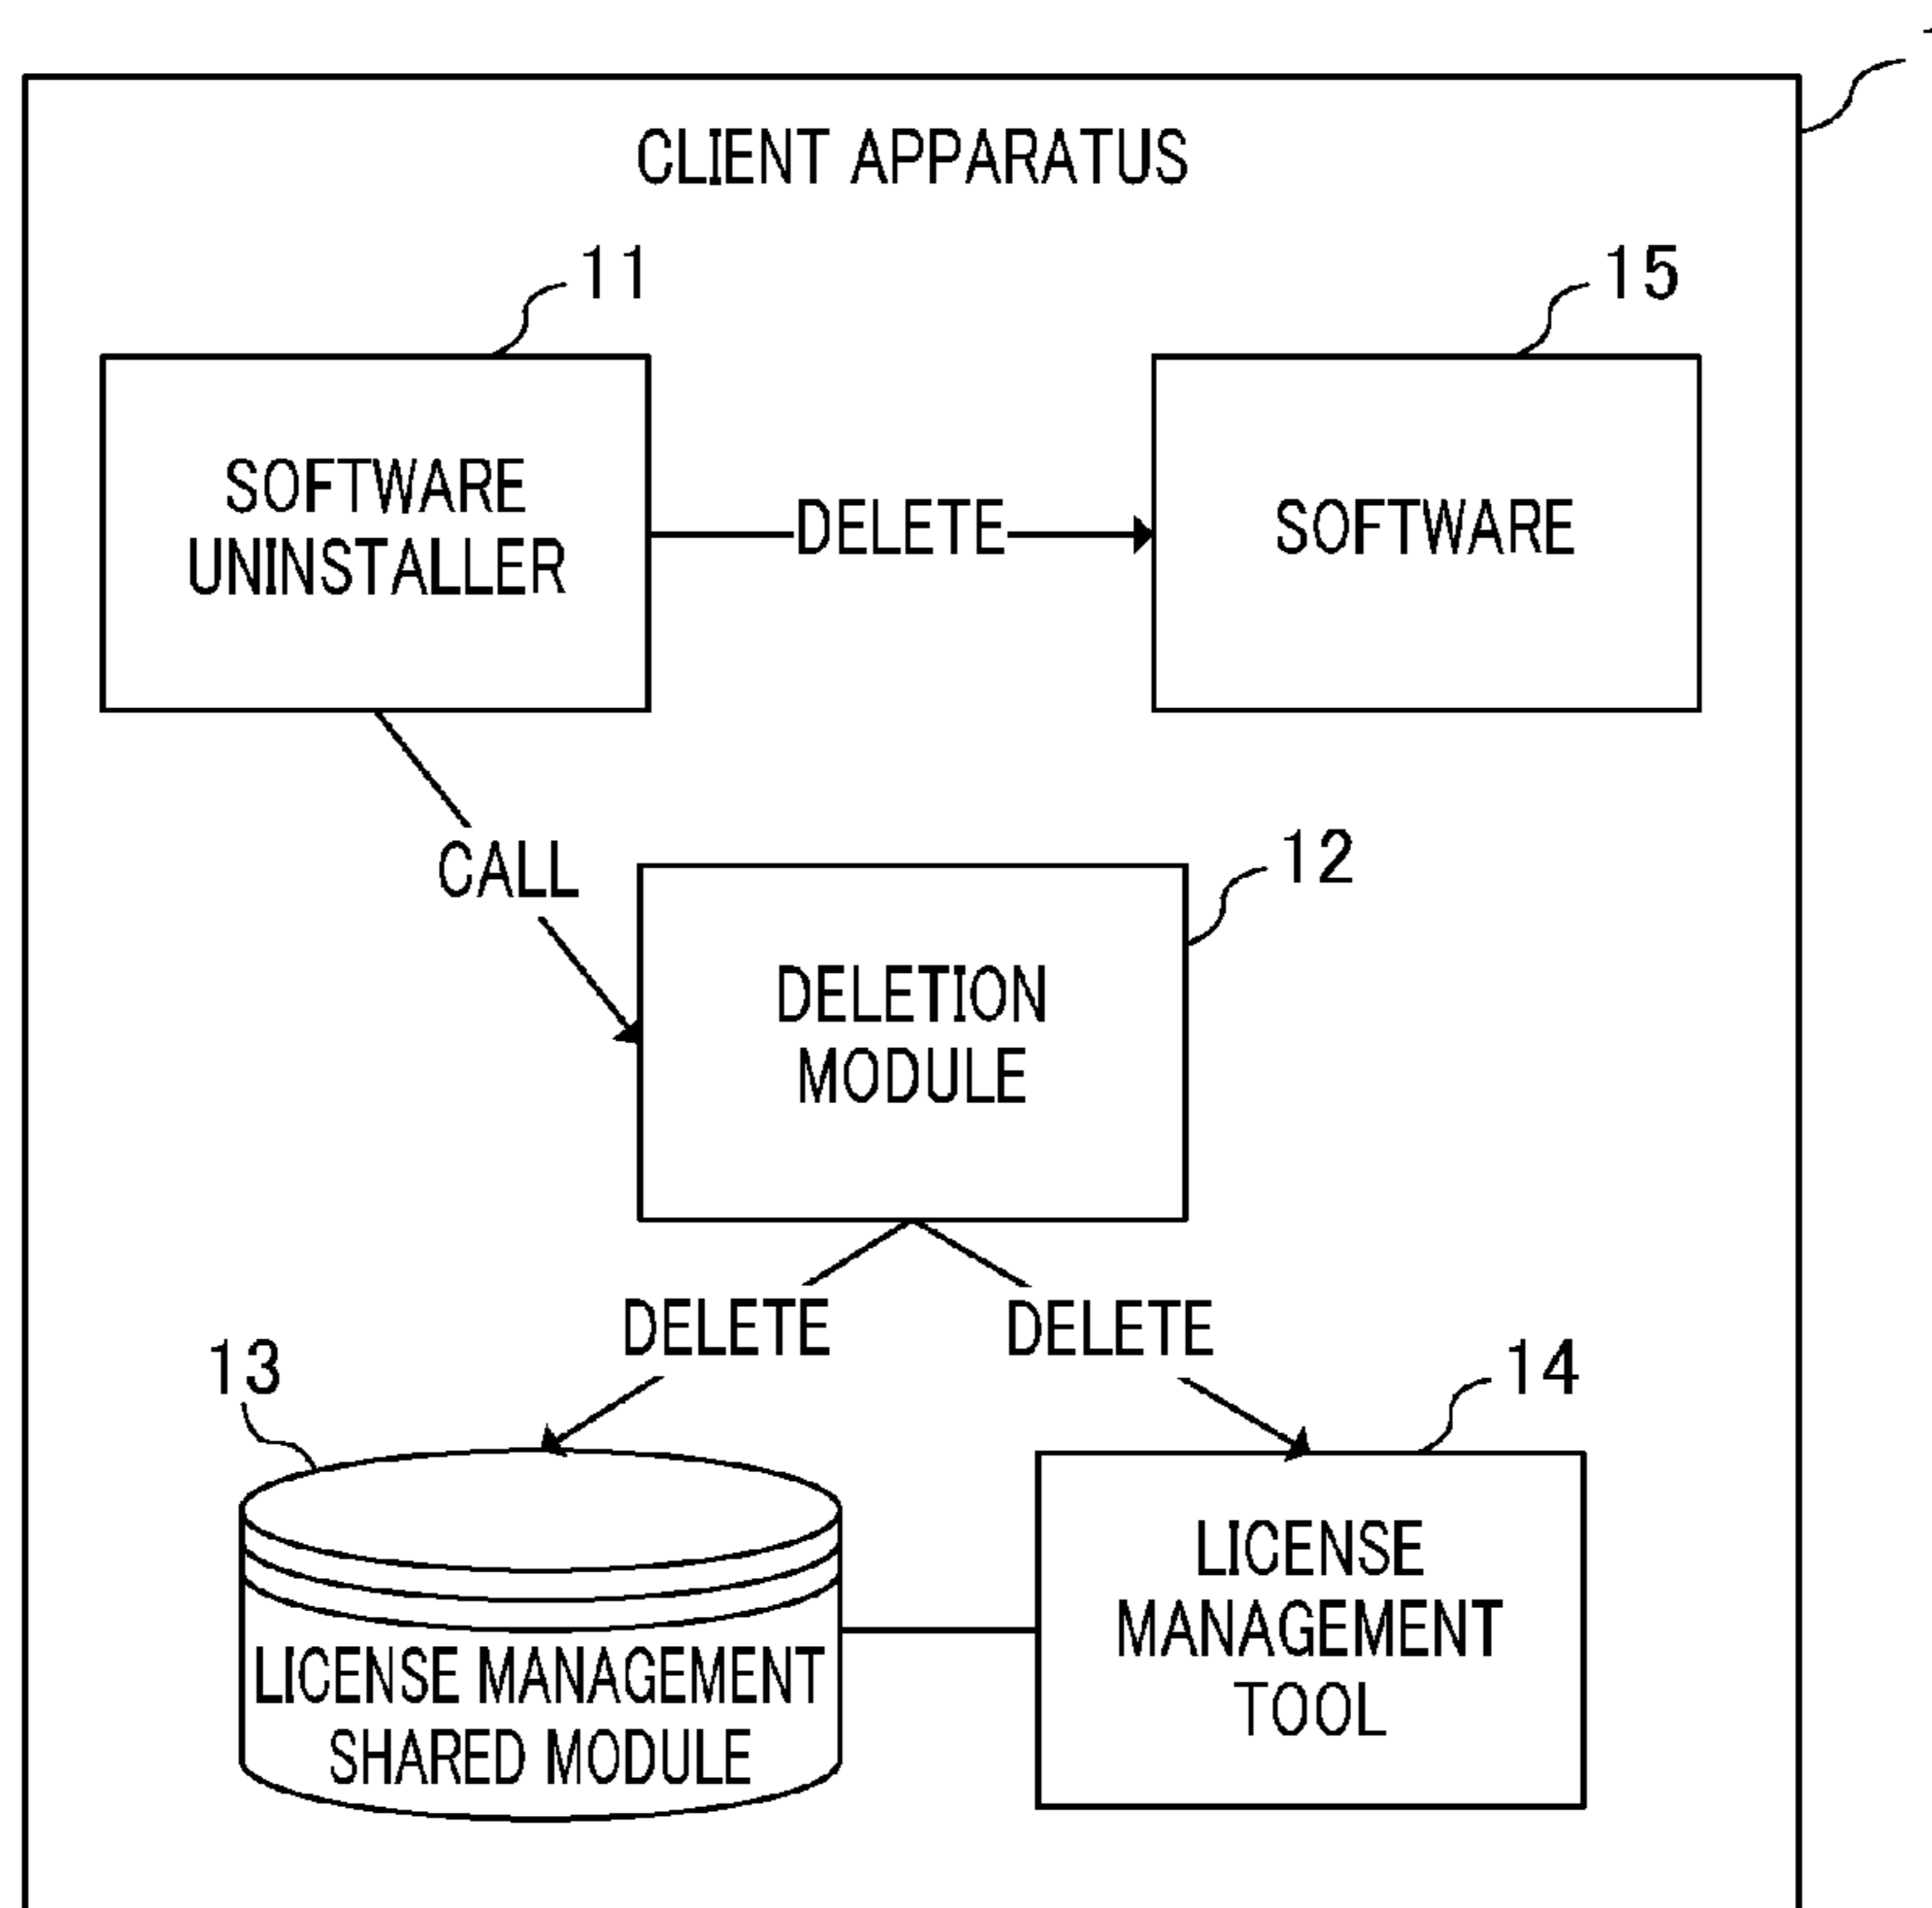 CLIENT APPARATUS
11
15
SOFTWARE
UNINSTALLER
DELETE
SOFTWARE
CALL
12
DELETION
MODULE
DELETE
DELETE
13
14
LICENSE
MANAGEMENT
TOOL
LICENSE MANAGEMENT
SHARED MODULE